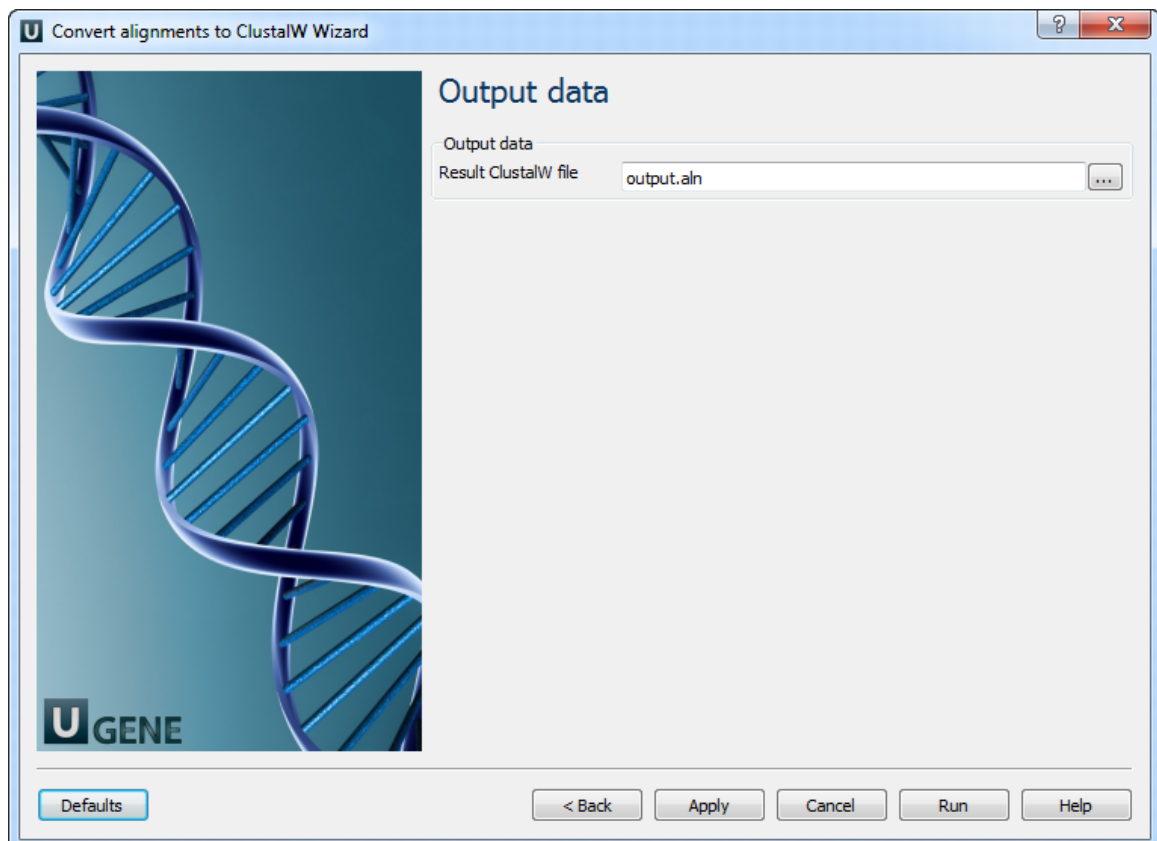 U Convert alignments to ClustalW Wizard ? X
Output data
Output data
Result ClustalW file output.aln ...
U GENE
Defaults < Back Apply Cancel Run Help